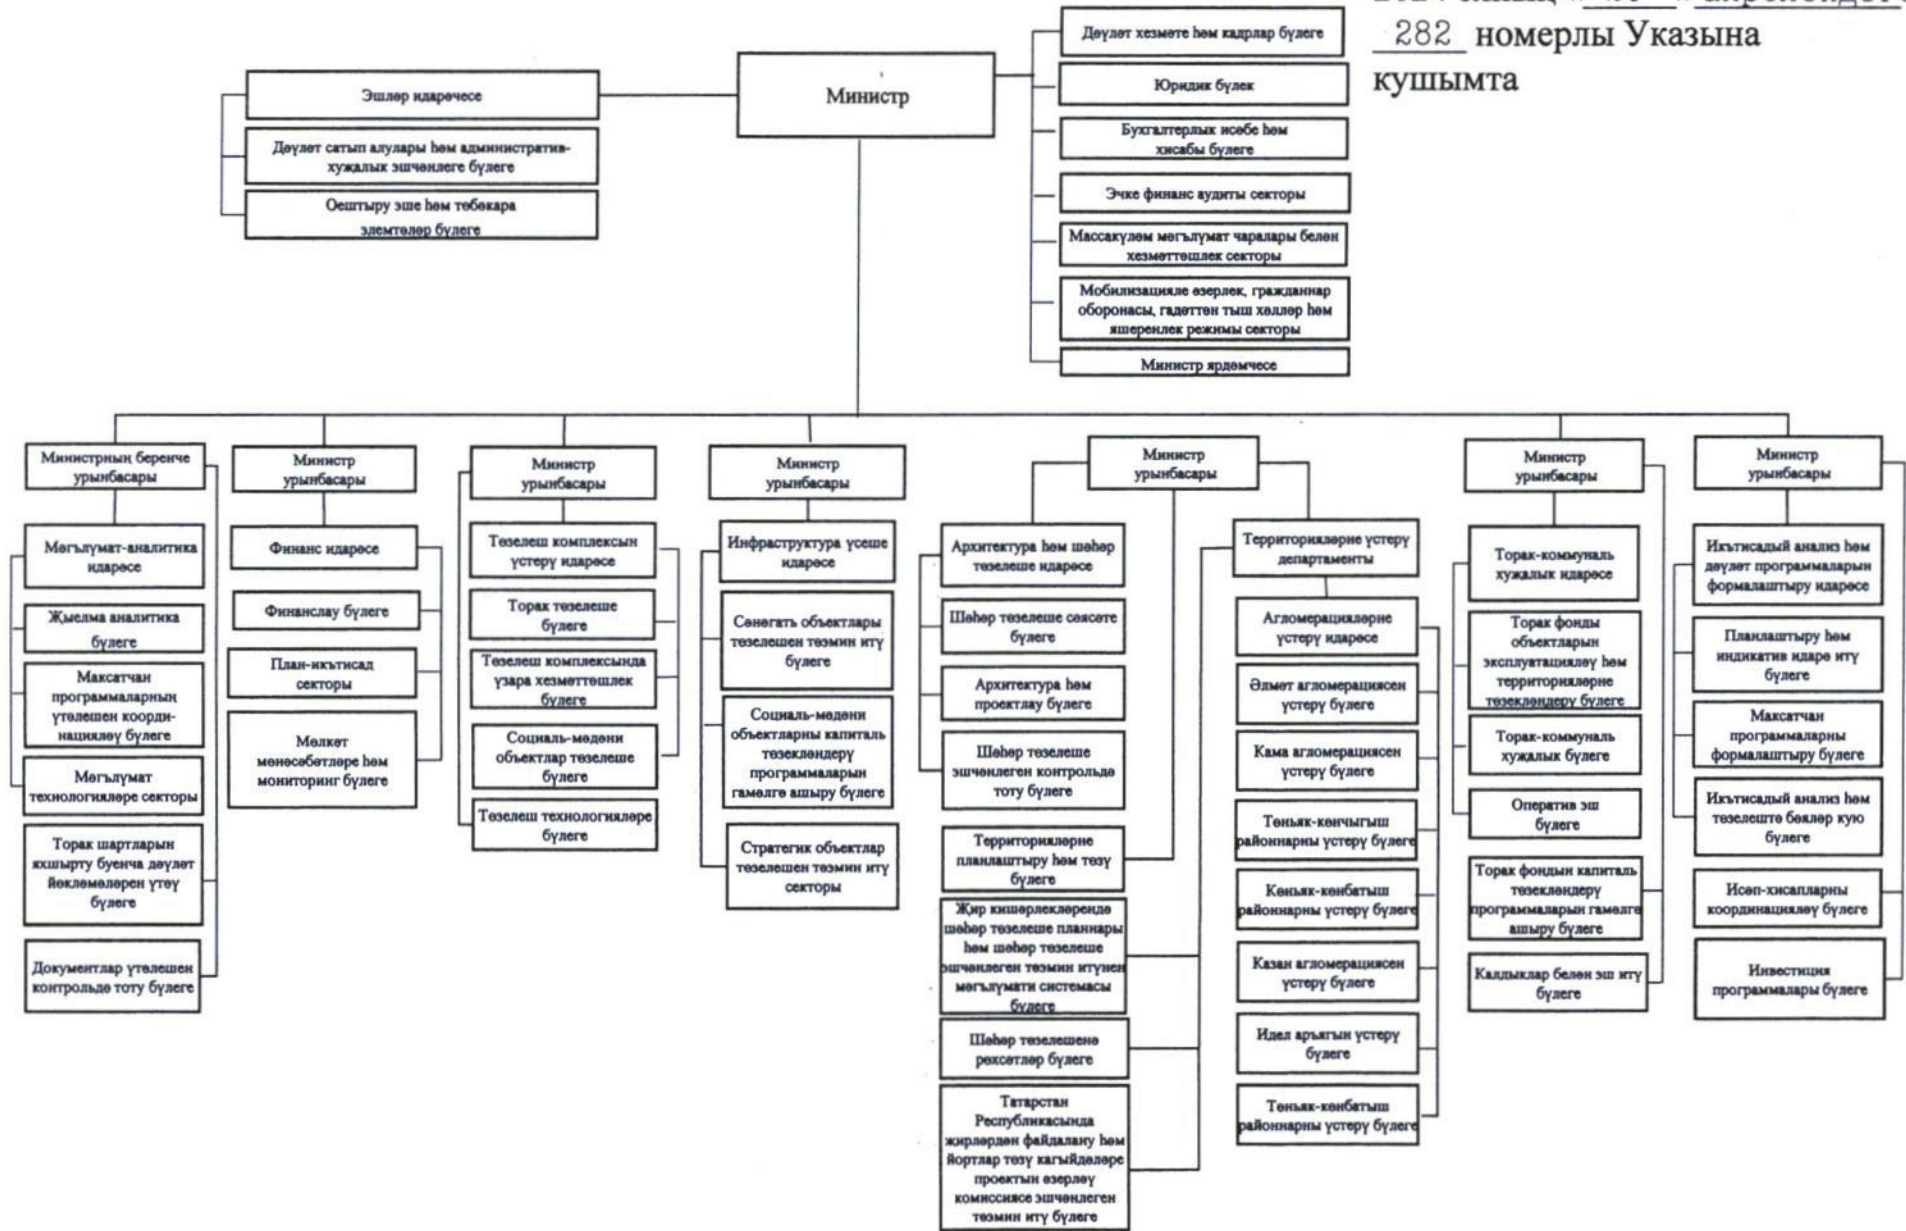 282 номерлы Указына
кушымта
Министр
Эшләр идарәчесе
Дәүләт сатып алулары һәм административ-
хуҗалык эшчәнлеге бүлеге
Оештыру эше һәм төбәкара
элемтәләр бүлеге
Дәүләт хезмәте һәм кадрлар бүлеге
Юридик бүлек
Бухгалтерлык исәбе һәм
хисабы бүлеге
Эчке финанс аудиты секторы
Массакүләм мәгълүмат чаралары белән
хезмәттәшлек секторы
Мобилизацияле әзерлек, гражданнар
оборонасы, гадәттән тыш хәлләр һәм
яшеренлек режимы секторы
Министр ярдәмчесе
Министрның беренче
урынбасары
Мәгълүмат-аналитика
идарәсе
Җыелма аналитика
бүлеге
Максатчан
программаларның
үтәлешен коорди-
нацияләү бүлеге
Мәгълүмат
технологияләре секторы
Торак шартларын
яхшырту буенча дәүләт
йөкләмәләрен үтәү
бүлеге
Документлар үтәлешен
контрольдә тоту бүлеге
Министр
урынбасары
Финанс идарәсе
Финанслау бүлеге
План-икътисад
секторы
Мөлкәт
мөнәсәбәтләре һәм
мониторинг бүлеге
Министр
урынбасары
Төзелеш комплексын
үстерү идарәсе
Торак төзелеше
бүлеге
Төзелеш комплексында
үзара хезмәттәшлек
бүлеге
Социаль-мәдәни
объектлар төзелеше
бүлеге
Төзелеш технологияләре
бүлеге
Министр
урынбасары
Инфраструктура үсеше
идарәсе
Сәнәгать объектлары
төзелешен тәэмин итү
бүлеге
Социаль-мәдәни
объектларны капиталь
төзекләндерү
программаларын
гамәлгә ашыру бүлеге
Стратегик объектлар
төзелешен тәэмин итү
секторы
Министр
урынбасары
Архитектура һәм шәһәр
төзелеше идарәсе
Шәһәр төзелеше сәясәте
бүлеге
Архитектура һәм
проектлау бүлеге
Шәһәр төзелеше
эшчәнлеген контрольдә
тоту бүлеге
Территорияләрне
планлаштыру һәм төзү
бүлеге
Җир кишәрлекләрендә
шәһәр төзелеше планнары
һәм шәһәр төзелеше
эшчәнлеген тәэмин итүнең
мәгълүмати системасы
бүлеге
Шәһәр төзелешенә
рөхсәтләр бүлеге
Татарстан
Республикасында
җирләрдән файдалану һәм
йортлар төзү кагыйдәләре
проектын әзерләү
комиссиясе эшчәнлеген
тәэмин итү бүлеге
Территорияләрне үстерү
департаменты
Агломерацияләрне
үстерү идарәсе
Әлмәт агломерациясен
үстерү бүлеге
Кама агломерациясен
үстерү бүлеге
Төньяк-көнчыгыш
районнарны үстерү бүлеге
Көньяк-көнбатыш
районнарны үстерү бүлеге
Казан агломерациясен
үстерү бүлеге
Идел аръягын үстерү
бүлеге
Төньяк-көнбатыш
районнарны үстерү бүлеге
Министр
урынбасары
Торак-коммуналь
хуҗалык идарәсе
Торак фонды
объектларын
эксплуатацияләү һәм
территорияләрне
төзекләндерү бүлеге
Торак-коммуналь
хуҗалык бүлеге
Оператив эш
бүлеге
Торак фондын капиталь
төзекләндерү
программаларын гамәлгә
ашыру бүлеге
Калдыклар белән эш итү
бүлеге
Министр
урынбасары
Икътисадый анализ һәм
дәүләт программаларын
формалаштыру идарәсе
Планлаштыру һәм
индикатив идарә итү
бүлеге
Максатчан
программаларны
формалаштыру бүлеге
Икътисадый анализ һәм
төзелештә бәяләр кую
бүлеге
Исәп-хисапларны
координацияләү бүлеге
Инвестиция
программалары бүлеге